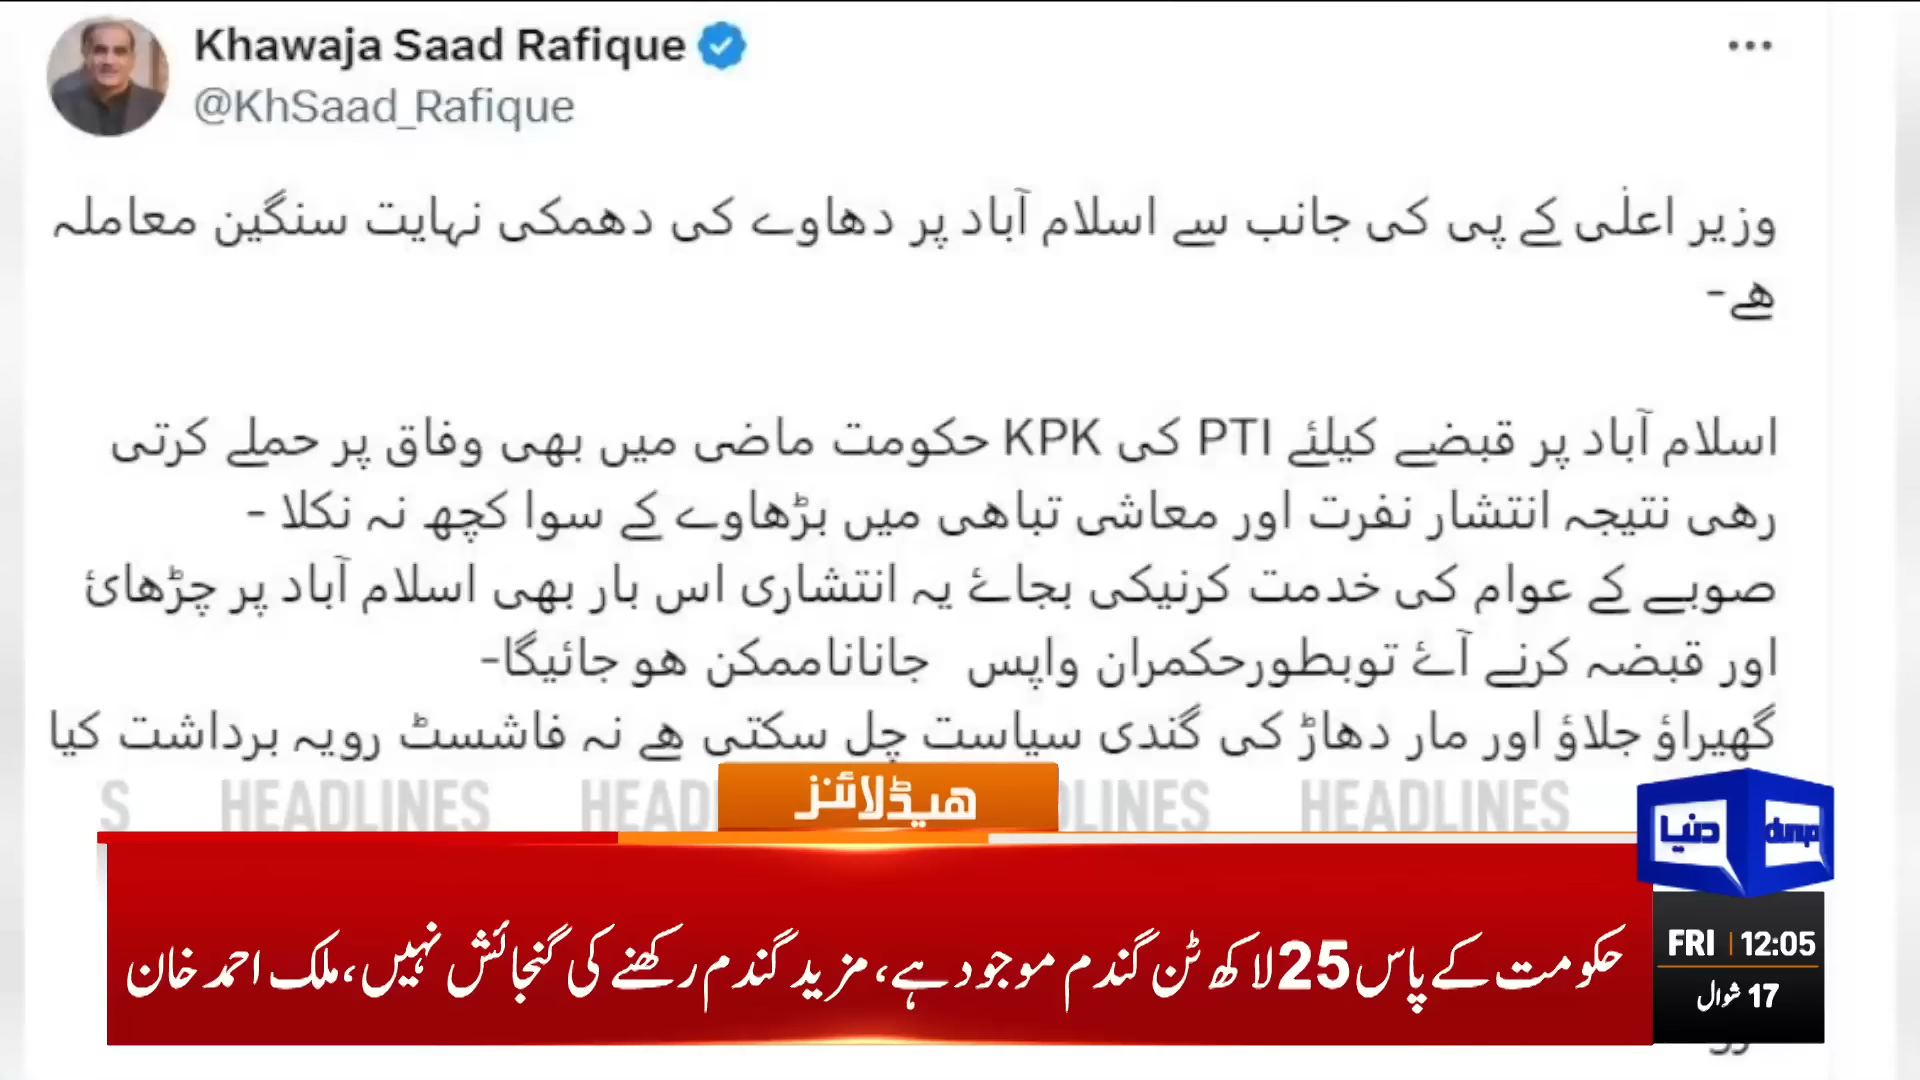 Khawaja Saad Rafique
@KhSaad_Rafique
وزیر اعلٰی کے پی کی جانب سے اسلام آباد پر دھاوے کی دھمکی نہایت سنگین معاملہ
ھے-
اسلام آباد پر قبضے کیلئے PTI کی KPK حکومت ماضی میں بھی وفاق پر حملے کرتی
رھی نتیجہ انتشار نفرت اور معاشی تباھی میں بڑھاوے کے سوا کچھ نہ نکلا -
صوبے کے عوام کی خدمت کرنیکی بجاۓ یہ انتشاری اس بار بھی اسلام آباد پر چڑھائ
اور قبضہ کرنے آۓ توبطورحکمران واپس جاناناممکن ھو جائیگا-
گھیراؤ جلاؤ اور مار دھاڑ کی گندی سیاست چل سکتی ھے نہ فاشسٹ رویہ برداشت کیا
S HEADLINES HEAD DLINES HEADLINES
ھیڈلائنز
دنیا dunya
حکومت کے پاس 25 لاکھ ٹن گندم موجود ہے، مزید گندم رکھنے کی گنجائش نہیں، ملک احمد خان
FRI 12:05
17 شوال